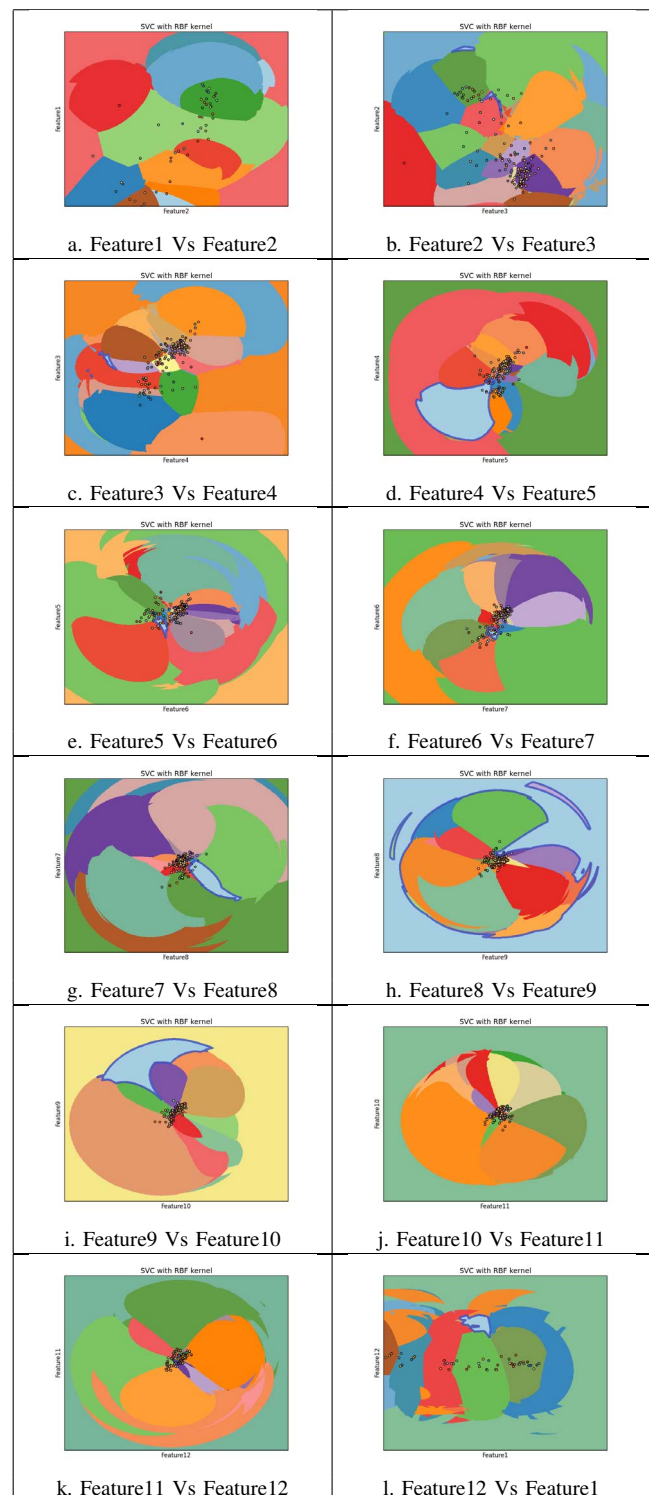 SVC with RBF kernel
Feature1
Feature2
a. Feature1 Vs Feature2
SVC with RBF kernel
Feature2
Feature3
b. Feature2 Vs Feature3
SVC with RBF kernel
Feature3
Feature4
c. Feature3 Vs Feature4
SVC with RBF kernel
Feature4
Feature5
d. Feature4 Vs Feature5
SVC with RBF kernel
Feature5
Feature6
e. Feature5 Vs Feature6
SVC with RBF kernel
Feature6
Feature7
f. Feature6 Vs Feature7
SVC with RBF kernel
Feature7
Feature8
g. Feature7 Vs Feature8
SVC with RBF kernel
Feature8
Feature9
h. Feature8 Vs Feature9
SVC with RBF kernel
Feature9
Feature10
i. Feature9 Vs Feature10
SVC with RBF kernel
Feature10
Feature11
j. Feature10 Vs Feature11
SVC with RBF kernel
Feature11
Feature12
k. Feature11 Vs Feature12
SVC with RBF kernel
Feature12
Feature1
l. Feature12 Vs Feature1